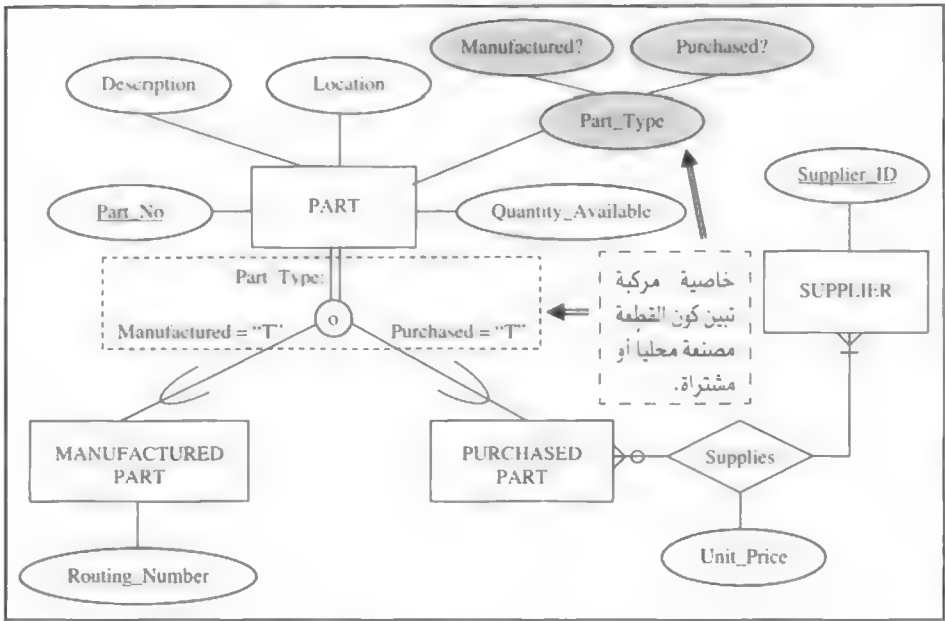 Manufactured?
Purchased?
Description
Location
Part_Type
Supplier_ID
Part_No
PART
Quantity_Available
Part Type:
خاصية مركبة
تبين كون القطعة
مصنعة محليا أو
مشتراة.
SUPPLIER
o
Manufactured = “T”
Purchased = “T”
MANUFACTURED
PART
PURCHASED
PART
Supplies
Routing_Number
Unit_Price